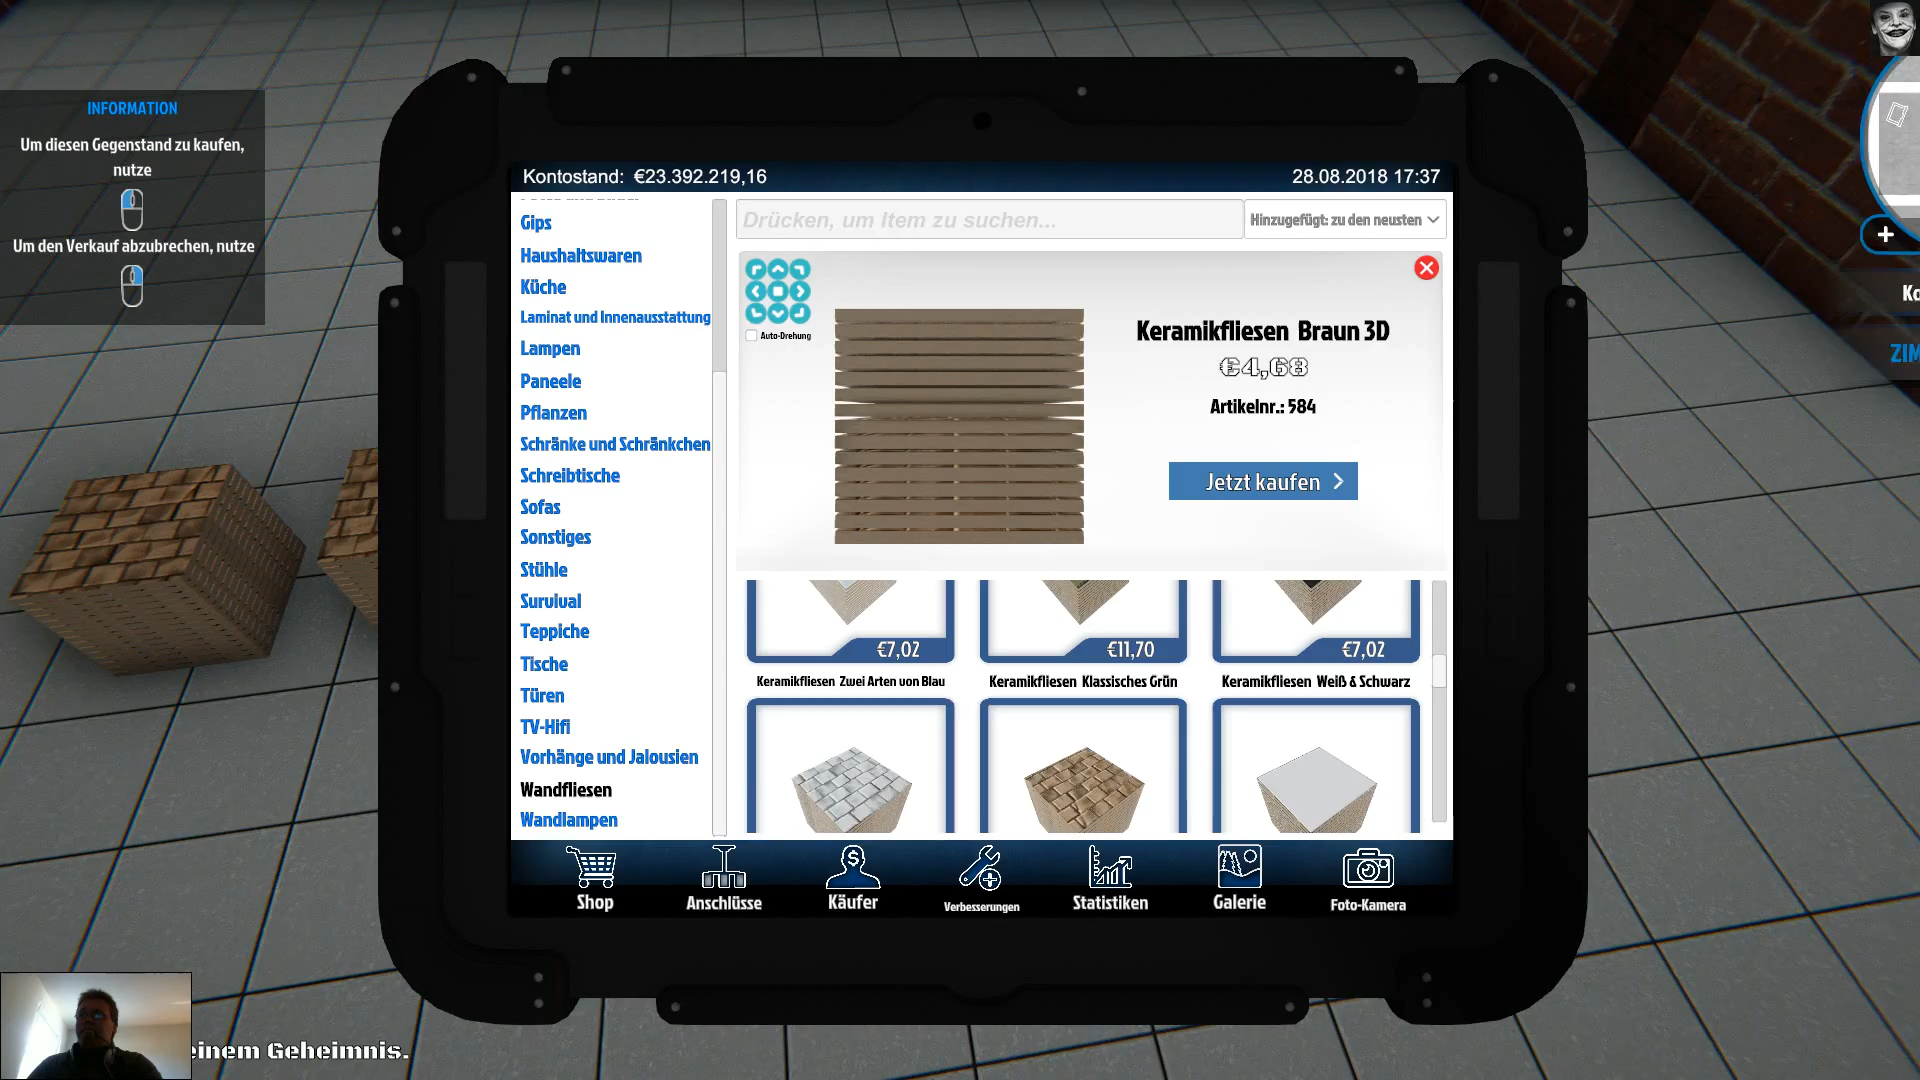 INFORMATION
Um diesen Gegenstand zu kaufen,
nutze
Um den Verkauf abzubrechen, nutze
Kontostand: €23.392.219,16
28.08.2018 17:37
Gips
Haushaltswaren
Küche
Laminat und Innenausstattung
Lampen
Paneele
Pflanzen
Schränke und Schränkchen
Schreibtische
Sofas
Sonstiges
Stühle
Survival
Teppiche
Tische
Türen
TV-Hifi
Vorhänge und Jalousien
Wandfliesen
Wandlampen
Drücken, um Item zu suchen...
Hinzugefügt: zu den neusten
Auto-Drehung
Keramikfliesen Braun 3D
€4,68
Artikelnr.: 584
Jetzt kaufen
€7,02
€11,70
€7,02
Keramikfliesen Zwei Arten von Blau
Keramikfliesen Klassisches Grün
Keramikfliesen Weiß & Schwarz
Shop
Anschlüsse
Käufer
Verbesserungen
Statistiken
Galerie
Foto-Kamera
einem Geheimnis.